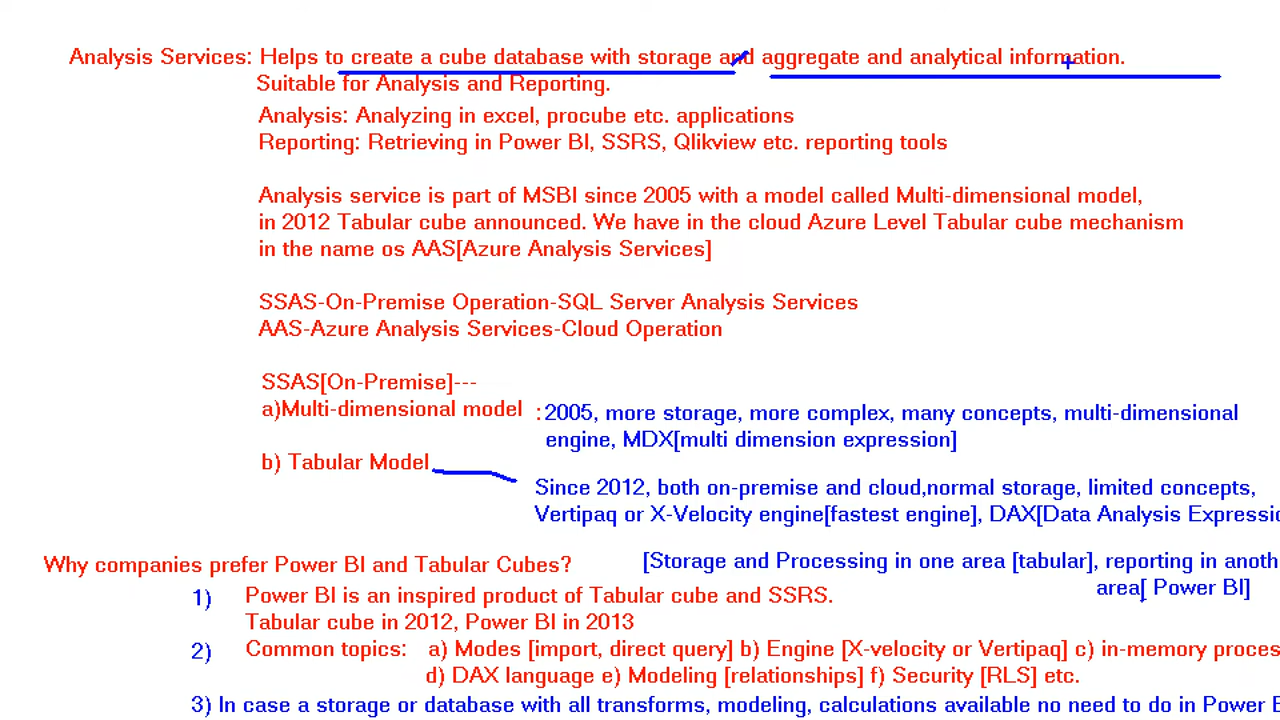 Analysis Services: Helps to create a cube database with storage and aggregate and analytical information.
Suitable for Analysis and Reporting.
Analysis: Analyzing in excel, procube etc. applications
Reporting: Retrieving in Power BI, SSRS, Qlikview etc. reporting tools
Analysis service is part of MSBI since 2005 with a model called Multi-dimensional model,
in 2012 Tabular cube announced. We have in the cloud Azure Level Tabular cube mechanism
in the name os AAS[Azure Analysis Services]
SSAS-On-Premise Operation-SQL Server Analysis Services
AAS-Azure Analysis Services-Cloud Operation
SSAS[On-Premise]---
a)Multi-dimensional model :2005, more storage, more complex, many concepts, multi-dimensional
engine, MDX[multi dimension expression]
b) Tabular Model
Since 2012, both on-premise and cloud,normal storage, limited concepts,
Vertipaq or X-Velocity engine[fastest engine], DAX[Data Analysis Expressio
Why companies prefer Power BI and Tabular Cubes? [Storage and Processing in one area [tabular], reporting in anoth
area[ Power BI]
1) Power BI is an inspired product of Tabular cube and SSRS.
Tabular cube in 2012, Power BI in 2013
2) Common topics: a) Modes [import, direct query] b) Engine [X-velocity or Vertipaq] c) in-memory proces
d) DAX language e) Modeling [relationships] f) Security [RLS] etc.
3) In case a storage or database with all transforms, modeling, calculations available no need to do in Power B